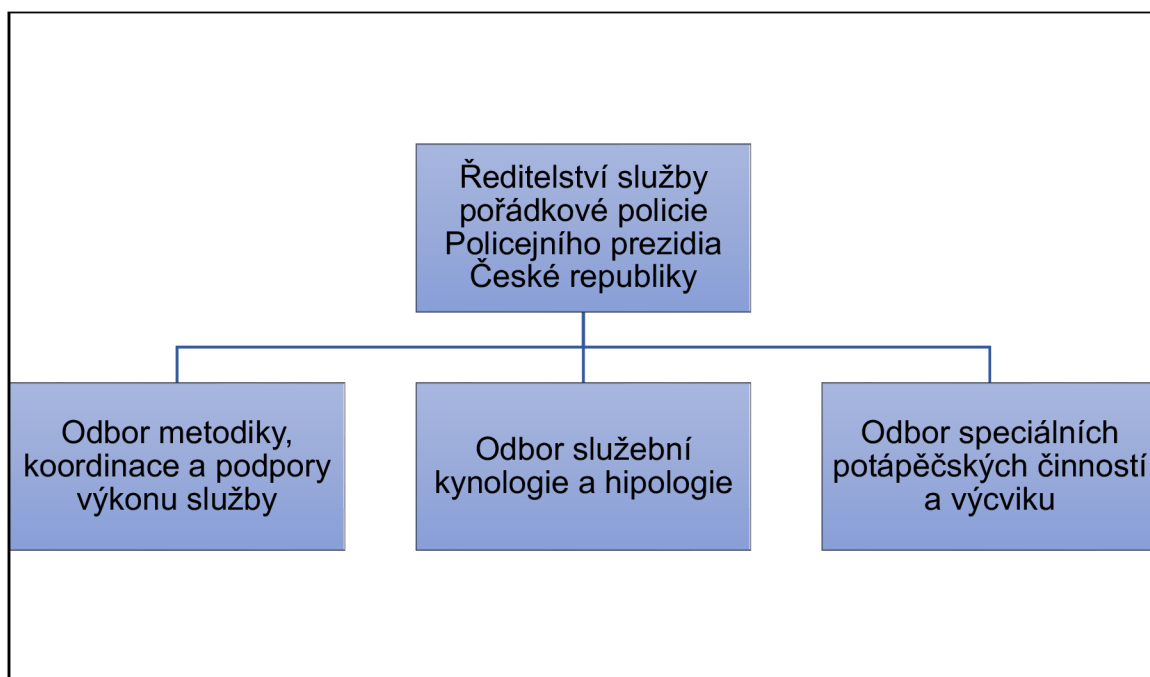 Ředitelství služby
pořádkové policie
Policejního prezidia
České republiky
Odbor metodiky,
koordinace a podpory
výkonu služby
Odbor služební
kynologie a hipologie
Odbor speciálních
potápěčských činností
a výcviku